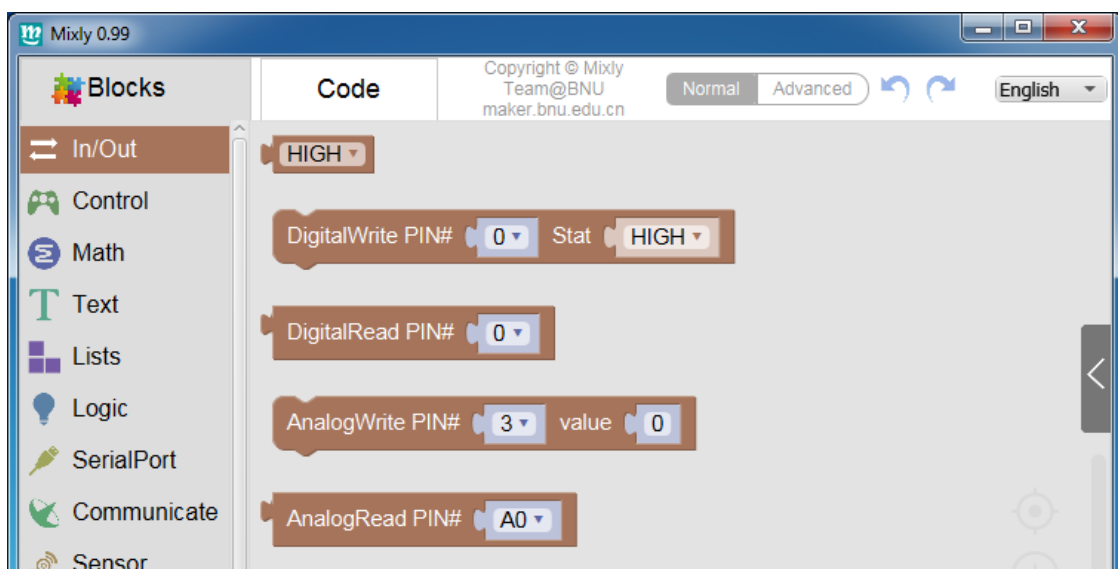 Mixly 0.99
Blocks
Code
Copyright © Mixly
Team@BNU
maker.bnu.edu.cn
Normal Advanced
English
In/Out
Control
Math
Text
Lists
Logic
SerialPort
Communicate
Sensor
HIGH
DigitalWrite PIN# 0 Stat HIGH
DigitalRead PIN# 0
AnalogWrite PIN# 3 value 0
AnalogRead PIN# A0